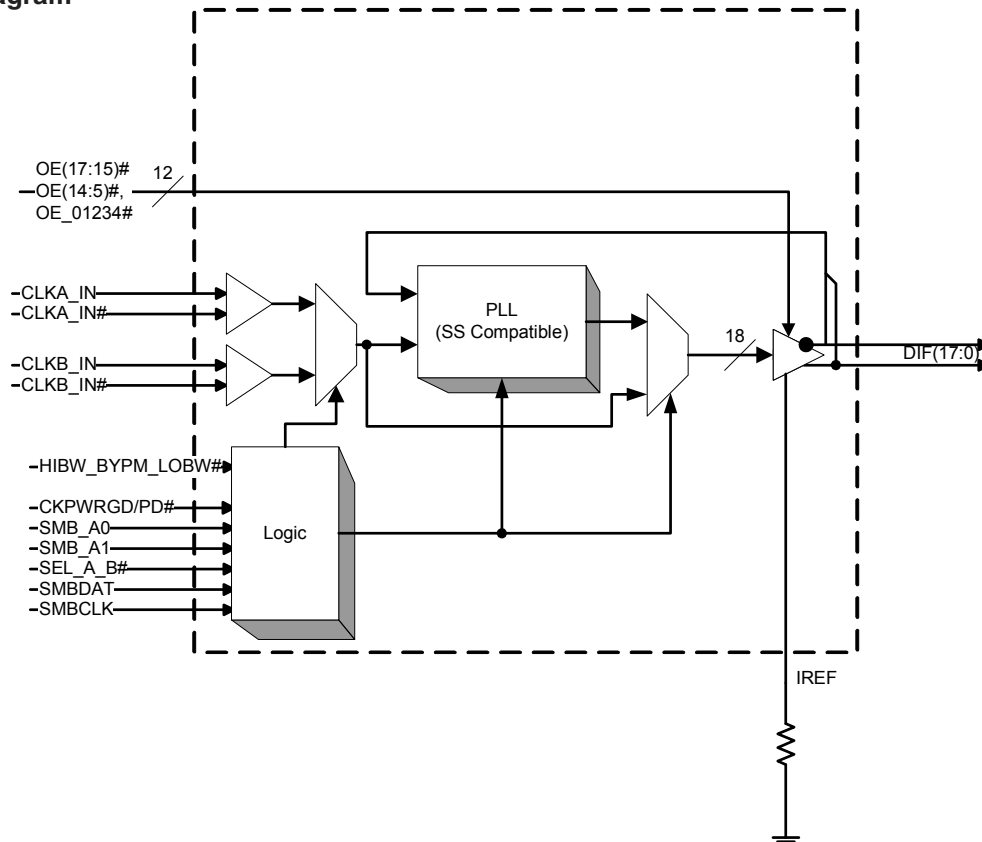 OE(17:15)#
12
OE(14:5)#,
OE_01234#
CLKA_IN
CLKA_IN#
PLL
(SS Compatible)
18
DIF(17:0)
CLKB_IN
CLKB_IN#
HIBW_BYPM_LOBW#
CKPWRGD/PD#
SMB_A0
Logic
SMB_A1
SEL_A_B#
SMBDAT
SMBCLK
IREF